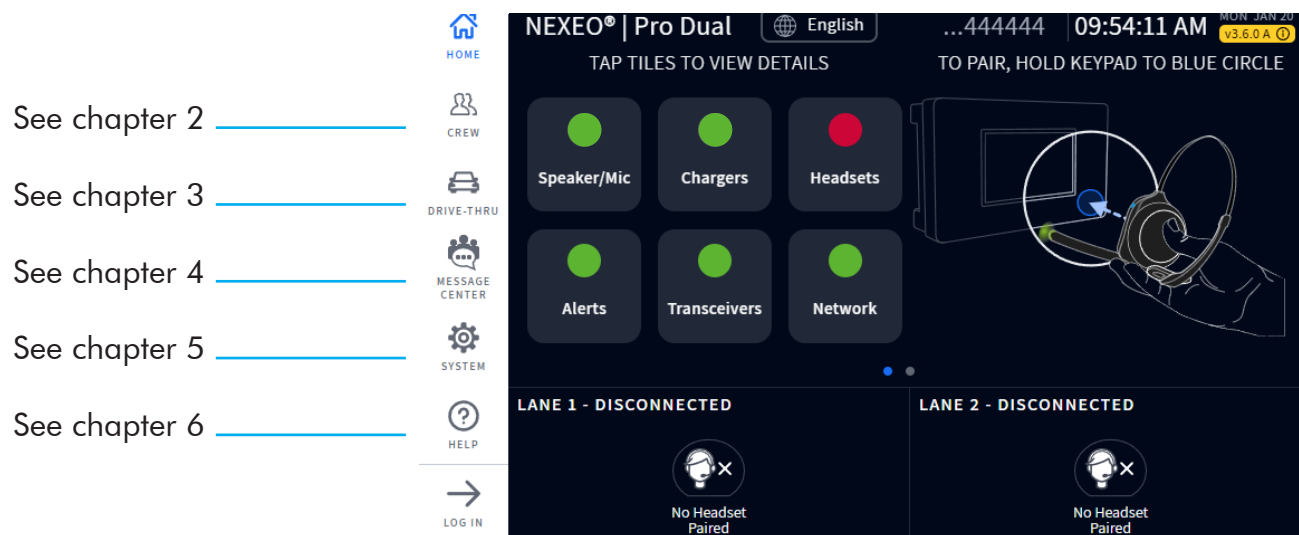 See chapter 2
See chapter 3
See chapter 4
See chapter 5
See chapter 6
HOME
CREW
DRIVE-THRU
MESSAGE
CENTER
SYSTEM
HELP
LOG IN
NEXEO® | Pro Dual
English
...444444
09:54:11 AM
MON JAN 20
v3.6.0 A
TAP TILES TO VIEW DETAILS
TO PAIR, HOLD KEYPAD TO BLUE CIRCLE
Speaker/Mic
Chargers
Headsets
Alerts
Transceivers
Network
LANE 1 - DISCONNECTED
No Headset
Paired
LANE 2 - DISCONNECTED
No Headset
Paired